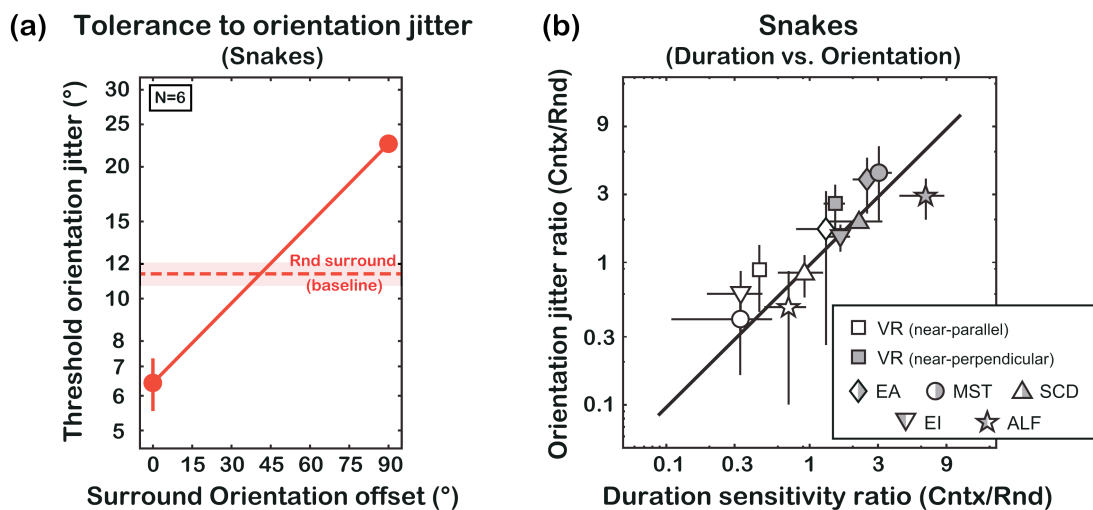 (a) Tolerance to orientation jitter
(Snakes)
Threshold orientation jitter (°)
30
25
20
15
12
10
8
7
6
5
N=6
Rnd surround
(baseline)
0 15 30 45 60 75 90
Surround Orientation offset (°)
(b) Snakes
(Duration vs. Orientation)
Orientation jitter ratio (Cntx/Rnd)
9
3
1
0.3
0.1
VR (near-parallel)
VR (near-perpendicular)
EA MST SCD
EI ALF
0.1 0.3 1 3 9
Duration sensitivity ratio (Cntx/Rnd)